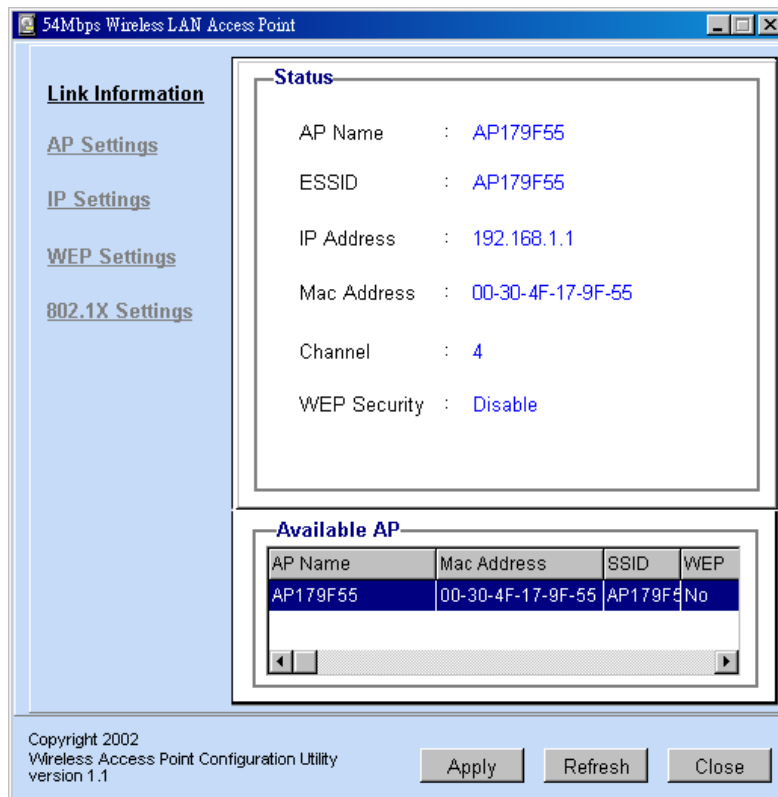 54Mbps Wireless LAN Access Point
Link Information
AP Settings
IP Settings
WEP Settings
802.1X Settings
Status
AP Name : AP179F55
ESSID : AP179F55
IP Address : 192.168.1.1
Mac Address : 00-30-4F-17-9F-55
Channel : 4
WEP Security : Disable
Available AP
AP Name Mac Address SSID WEP
AP179F55 00-30-4F-17-9F-55 AP179F5 No
Copyright 2002
Wireless Access Point Configuration Utility
version 1.1
Apply Refresh Close